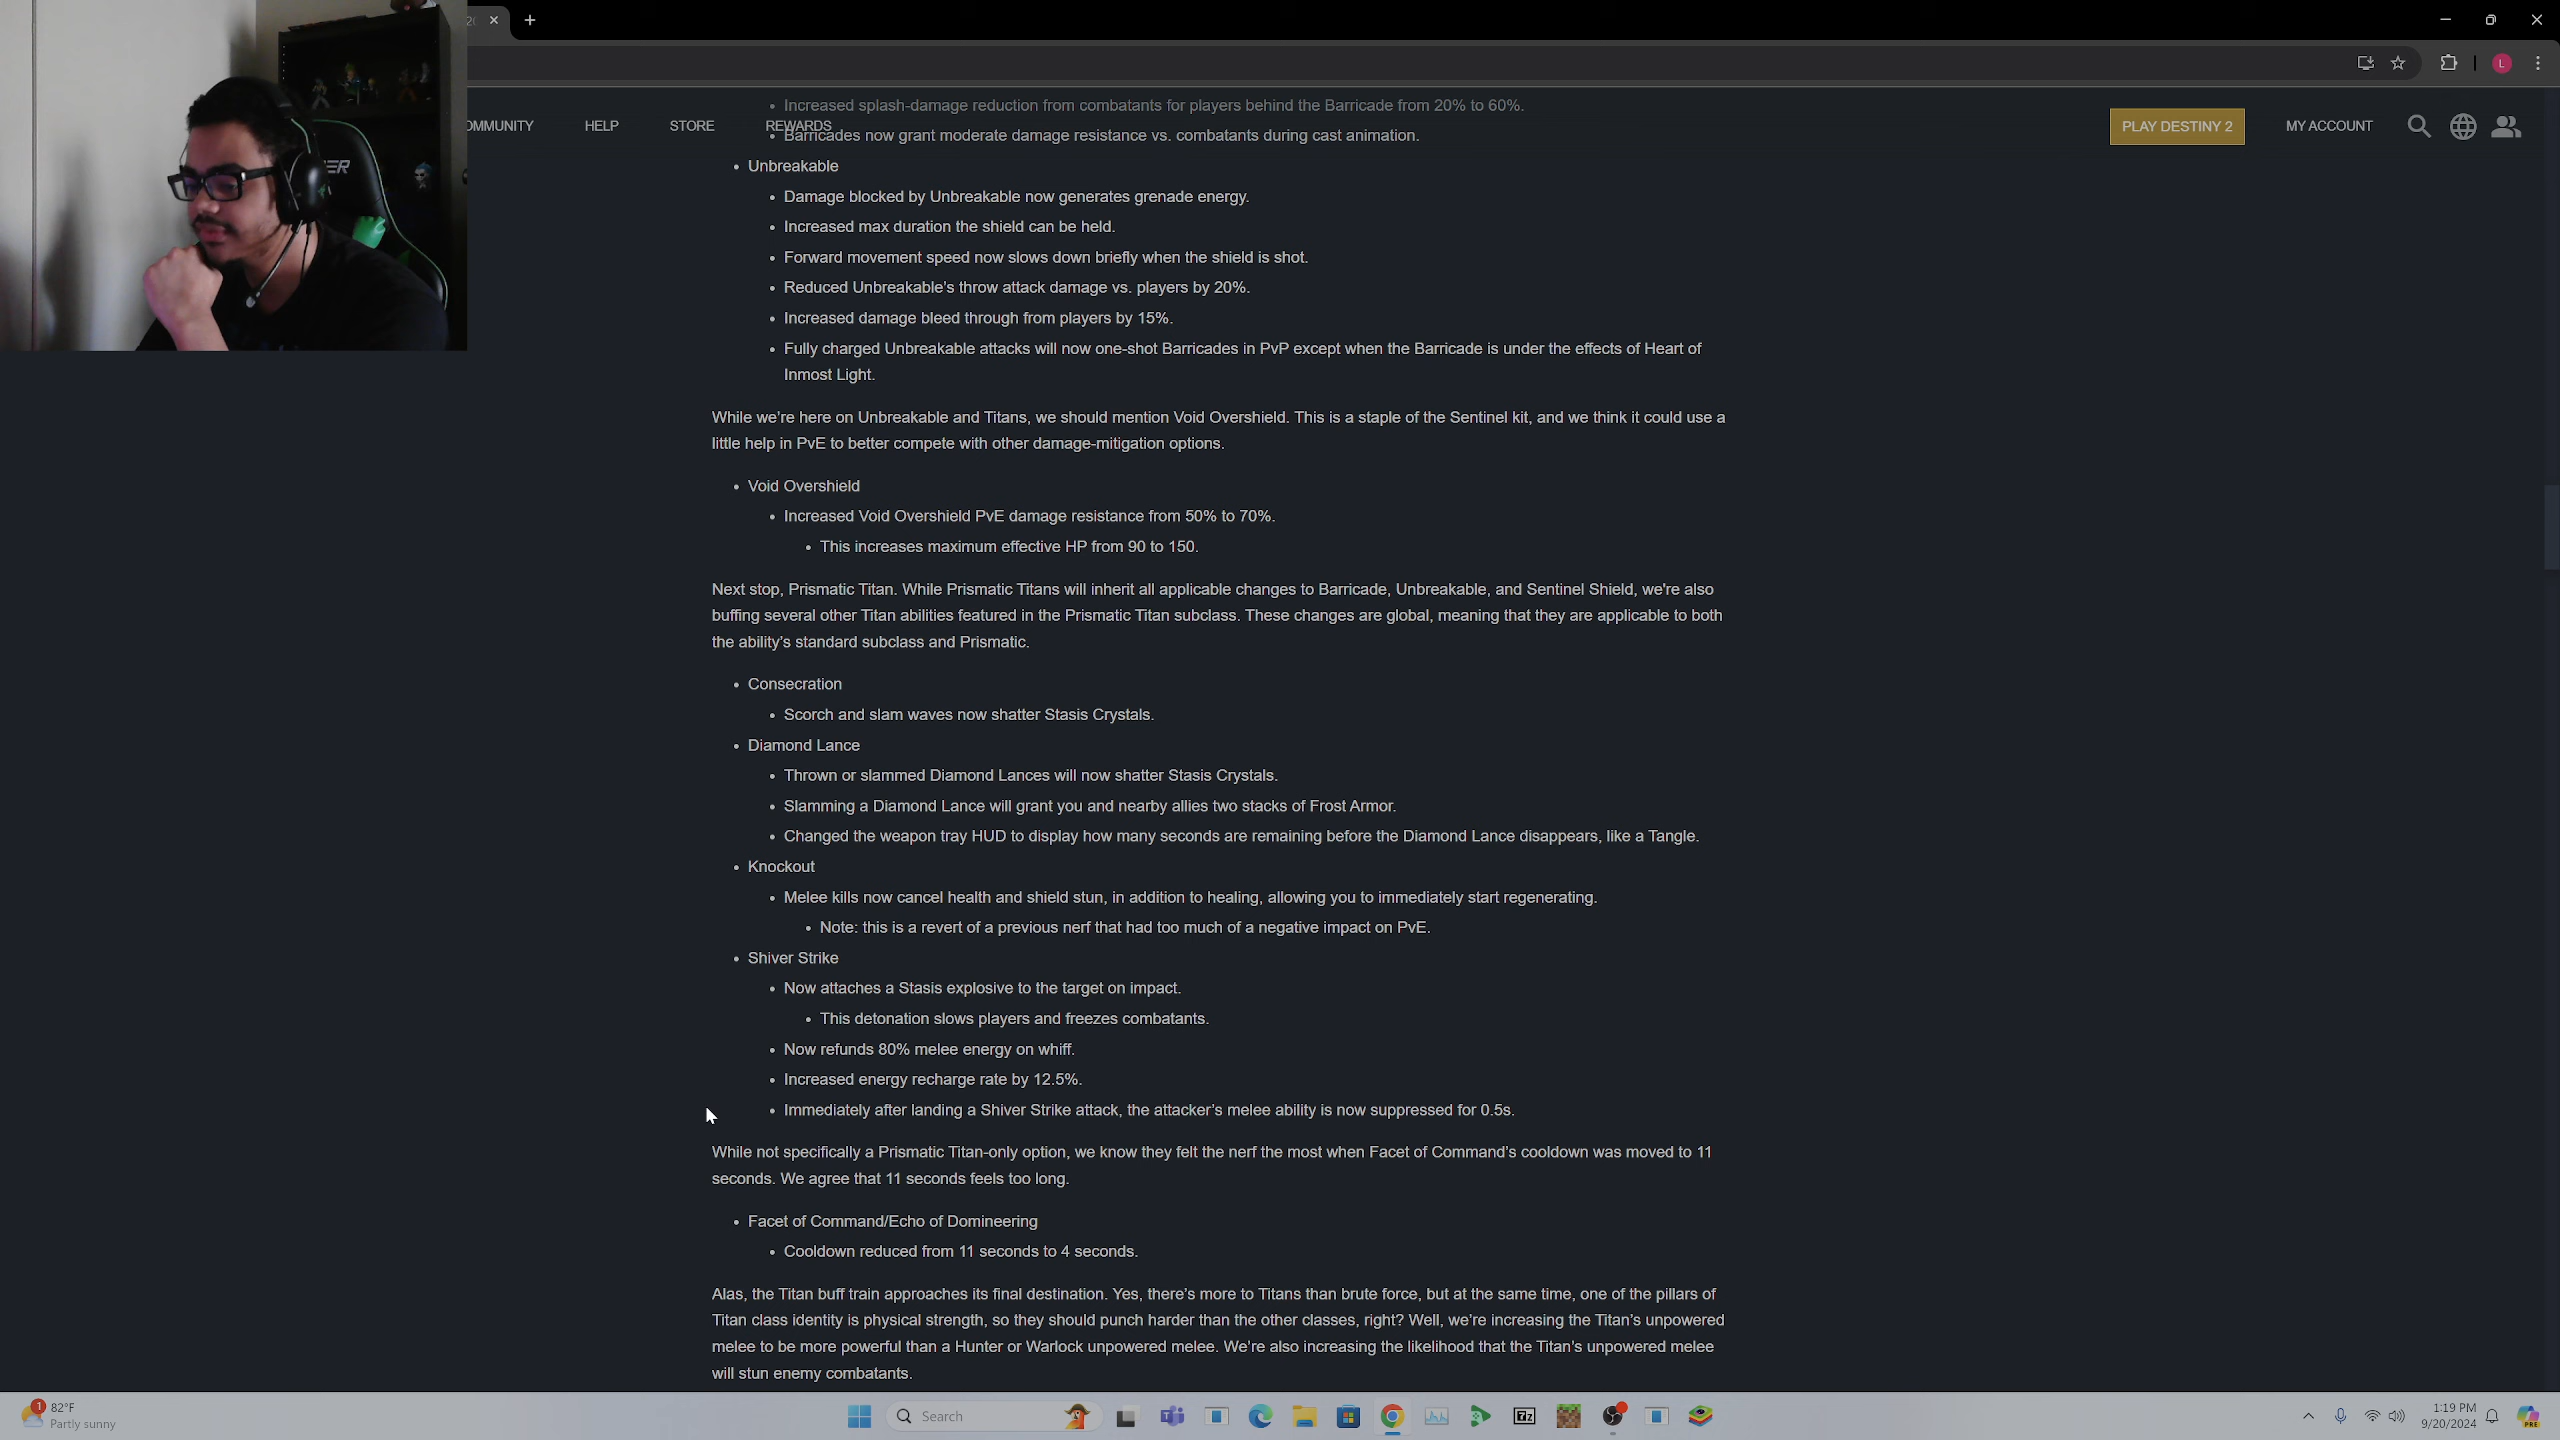 2(
OMMUNITY HELP STORE REWARDS PLAY DESTINY 2 MY ACCOUNT
L
ER
• Increased splash-damage reduction from combatants for players behind the Barricade from 20% to 60%.
• Barricades now grant moderate damage resistance vs. combatants during cast animation.
• Unbreakable
• Damage blocked by Unbreakable now generates grenade energy.
• Increased max duration the shield can be held.
• Forward movement speed now slows down briefly when the shield is shot.
• Reduced Unbreakable's throw attack damage vs. players by 20%.
• Increased damage bleed through from players by 15%.
• Fully charged Unbreakable attacks will now one-shot Barricades in PvP except when the Barricade is under the effects of Heart of
Inmost Light.
While we're here on Unbreakable and Titans, we should mention Void Overshield. This is a staple of the Sentinel kit, and we think it could use a
little help in PvE to better compete with other damage-mitigation options.
• Void Overshield
• Increased Void Overshield PvE damage resistance from 50% to 70%.
• This increases maximum effective HP from 90 to 150.
Next stop, Prismatic Titan. While Prismatic Titans will inherit all applicable changes to Barricade, Unbreakable, and Sentinel Shield, we're also
buffing several other Titan abilities featured in the Prismatic Titan subclass. These changes are global, meaning that they are applicable to both
the ability's standard subclass and Prismatic.
• Consecration
• Scorch and slam waves now shatter Stasis Crystals.
• Diamond Lance
• Thrown or slammed Diamond Lances will now shatter Stasis Crystals.
• Slamming a Diamond Lance will grant you and nearby allies two stacks of Frost Armor.
• Changed the weapon tray HUD to display how many seconds are remaining before the Diamond Lance disappears, like a Tangle.
• Knockout
• Melee kills now cancel health and shield stun, in addition to healing, allowing you to immediately start regenerating.
• Note: this is a revert of a previous nerf that had too much of a negative impact on PvE.
• Shiver Strike
• Now attaches a Stasis explosive to the target on impact.
• This detonation slows players and freezes combatants.
• Now refunds 80% melee energy on whiff.
• Increased energy recharge rate by 12.5%.
• Immediately after landing a Shiver Strike attack, the attacker's melee ability is now suppressed for 0.5s.
While not specifically a Prismatic Titan-only option, we know they felt the nerf the most when Facet of Command's cooldown was moved to 11
seconds. We agree that 11 seconds feels too long.
• Facet of Command/Echo of Domineering
• Cooldown reduced from 11 seconds to 4 seconds.
Alas, the Titan buff train approaches its final destination. Yes, there's more to Titans than brute force, but at the same time, one of the pillars of
Titan class identity is physical strength, so they should punch harder than the other classes, right? Well, we're increasing the Titan's unpowered
melee to be more powerful than a Hunter or Warlock unpowered melee. We're also increasing the likelihood that the Titan's unpowered melee
will stun enemy combatants.
1
82°F
Partly sunny
Search
7z
1:19 PM
9/20/2024
PRE